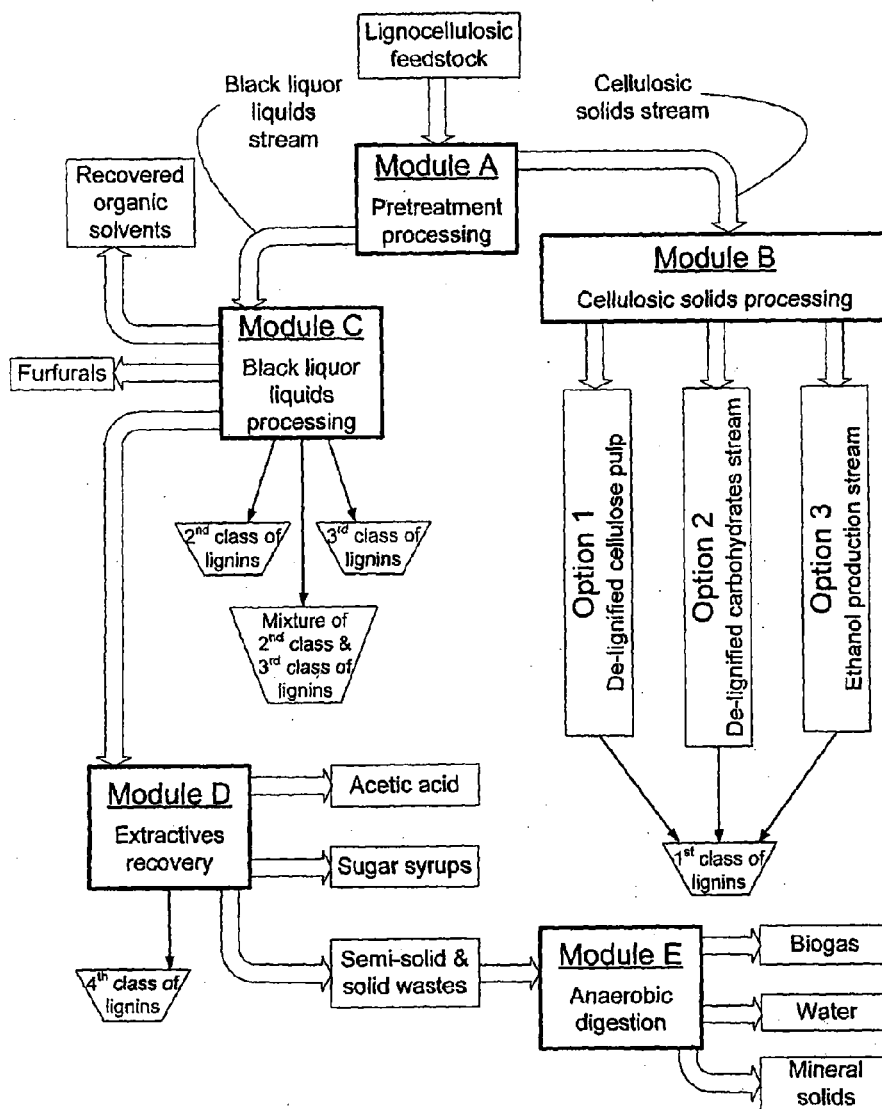 Lignocellulosic
feedstock
Black liquor
liquids
stream
Cellulosic
solids stream
Module A
Pretreatment
processing
Recovered
organic
solvents
Module B
Cellulosic solids processing
Module C
Black liquor
liquids
processing
Furfurals
2nd class of
lignins
3rd class of
lignins
Mixture of
2nd class &
3rd class of
lignins
Option 1
De-lignified cellulose pulp
Option 2
De-lignified carbohydrates stream
Option 3
Ethanol production stream
1st class of
lignins
Module D
Extractives
recovery
Acetic acid
Sugar syrups
4th class of
lignins
Semi-solid &
solid wastes
Module E
Anaerobic
digestion
Biogas
Water
Mineral
solids